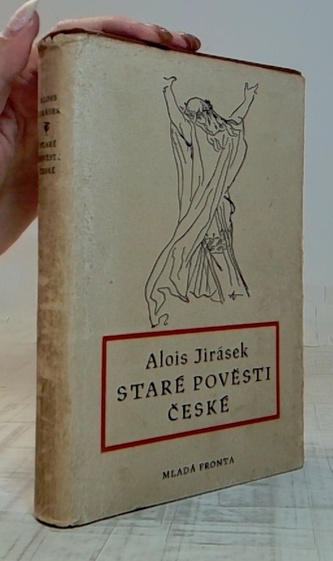 ALOIS
JIRÁSEK
STARÉ
POVĚSTI
ČESKÉ
Alois Jirásek
STARÉ POVĚSTI
ČESKÉ
MLADÁ FRONTA